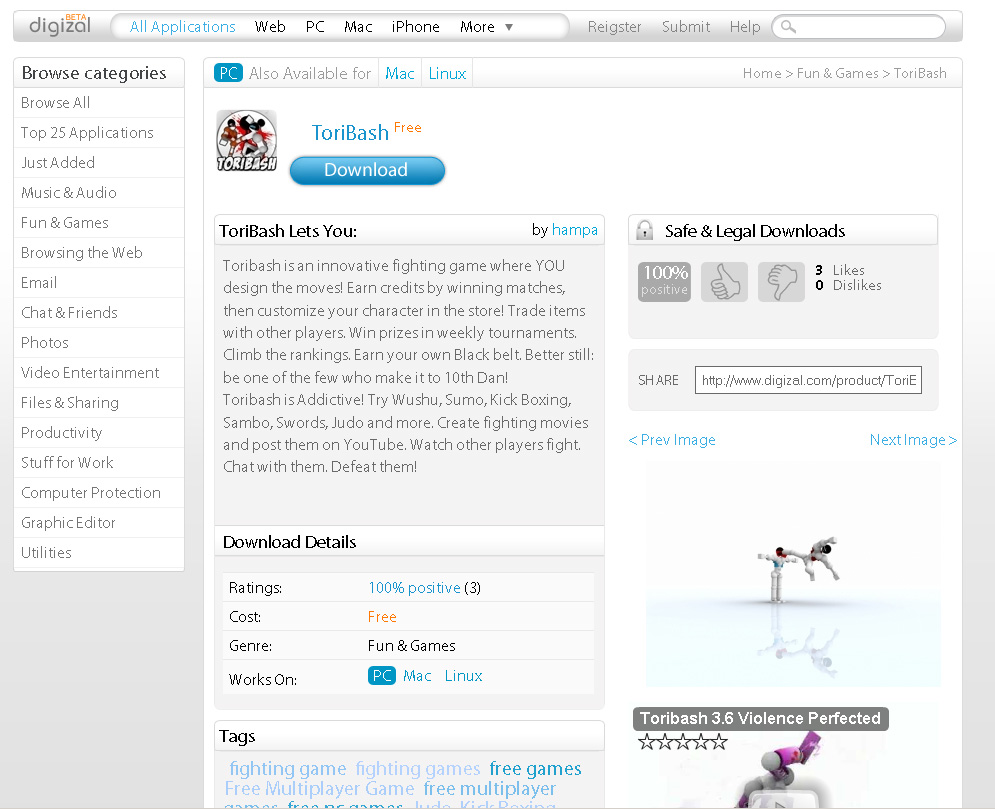 digizal BETA
All Applications Web PC Mac iPhone More ▼ Reigster Submit Help
Browse categories
Browse All
Top 25 Applications
Just Added
Music & Audio
Fun & Games
Browsing the Web
Email
Chat & Friends
Photos
Video Entertainment
Files & Sharing
Productivity
Stuff for Work
Computer Protection
Graphic Editor
Utilities
PC Also Available for Mac Linux
Home > Fun & Games > ToriBash
TORIBASH
ToriBash Free
Download
ToriBash Lets You: by hampa
Toribash is an innovative fighting game where YOU
design the moves! Earn credits by winning matches,
then customize your character in the store! Trade items
with other players. Win prizes in weekly tournaments.
Climb the rankings. Earn your own Black belt. Better still:
be one of the few who make it to 10th Dan!
Toribash is Addictive! Try Wushu, Sumo, Kick Boxing,
Sambo, Swords, Judo and more. Create fighting movies
and post them on YouTube. Watch other players fight.
Chat with them. Defeat them!
Download Details
Ratings: 100% positive (3)
Cost: Free
Genre: Fun & Games
Works On: PC Mac Linux
Tags
fighting game fighting games free games
Free Multiplayer Game free multiplayer
games free pc games Judo Kick Boxing
Safe & Legal Downloads
100%
positive
3 Likes
0 Dislikes
SHARE http://www.digizal.com/product/ToriE
< Prev Image Next Image >
Toribash 3.6 Violence Perfected